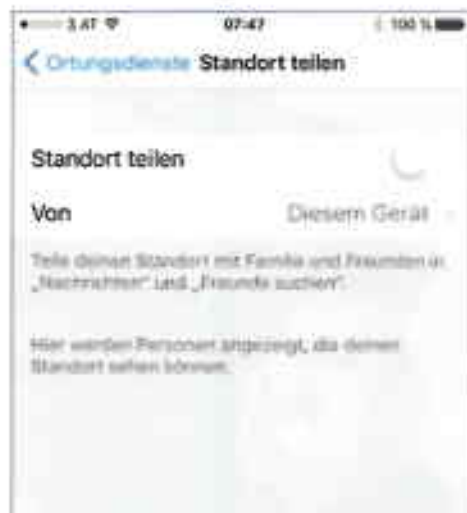 3 AT 07:47 100 %
Ortungsdienste Standort teilen
Standort teilen
Von Diesem Gerät
Teile deinen Standort mit Familie und Freunden in
„Nachrichten“ und „Freunde suchen“.
Hier werden Personen angezeigt, die deinen
Standort sehen können.